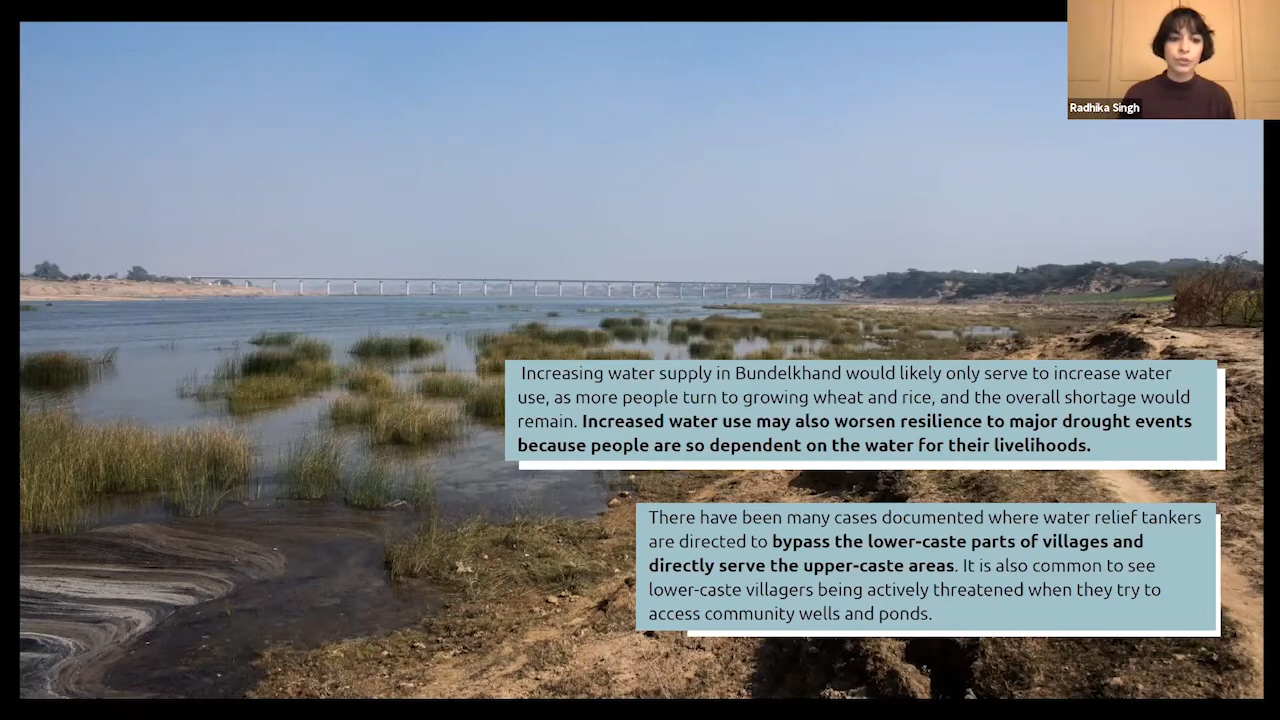 Radhika Singh
Increasing water supply in Bundelkhand would likely only serve to increase water
use, as more people turn to growing wheat and rice, and the overall shortage would
remain. Increased water use may also worsen resilience to major drought events
because people are so dependent on the water for their livelihoods.
There have been many cases documented where water relief tankers
are directed to bypass the lower-caste parts of villages and
directly serve the upper-caste areas. It is also common to see
lower-caste villagers being actively threatened when they try to
access community wells and ponds.